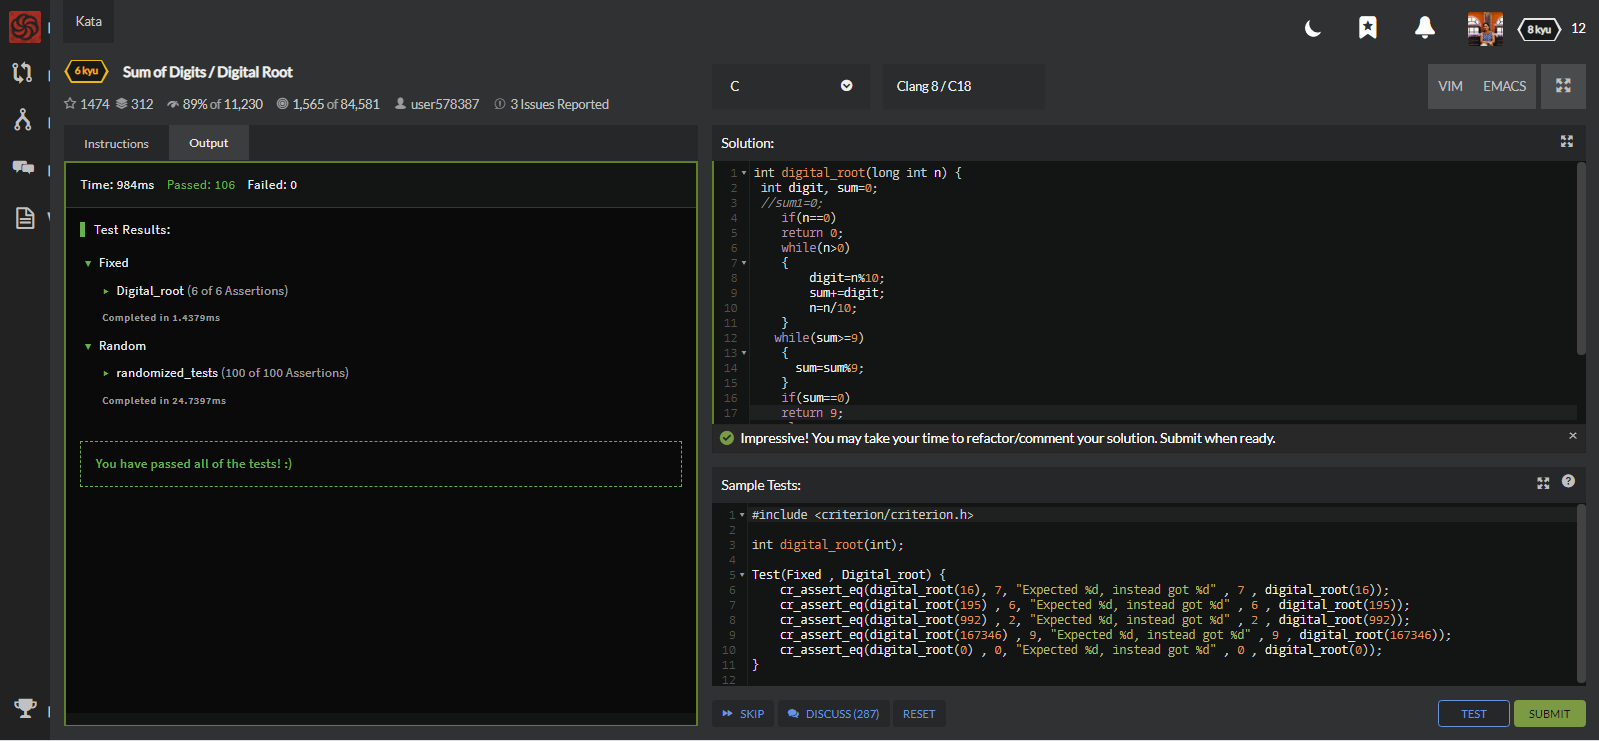 Kata
8 kyu 12
6 kyu Sum of Digits / Digital Root
1474 312 89% of 11,230 1,565 of 84,581 user578387 3 Issues Reported
C
Clang 8 / C18
VIM EMACS
Instructions Output
Time: 984ms Passed: 106 Failed: 0
Test Results:
Fixed
Digital_root (6 of 6 Assertions)
Completed in 1.4379ms
Random
randomized_tests (100 of 100 Assertions)
Completed in 24.7397ms
You have passed all of the tests! :)
Solution:
1 int digital_root(long int n) {
2 int digit, sum=0;
3 //sum1=0;
4 if(n==0)
5 return 0;
6 while(n>0)
7 {
8 digit=n%10;
9 sum+=digit;
10 n=n/10;
11 }
12 while(sum>=9)
13 {
14 sum=sum%9;
15 }
16 if(sum==0)
17 return 9;
Impressive! You may take your time to refactor/comment your solution. Submit when ready.
Sample Tests:
1 #include <criterion/criterion.h>
2
3 int digital_root(int);
4
5 Test(Fixed , Digital_root) {
6 cr_assert_eq(digital_root(16), 7, "Expected %d, instead got %d" , 7 , digital_root(16));
7 cr_assert_eq(digital_root(195) , 6, "Expected %d, instead got %d" , 6 , digital_root(195));
8 cr_assert_eq(digital_root(992) , 2, "Expected %d, instead got %d" , 2 , digital_root(992));
9 cr_assert_eq(digital_root(167346) , 9, "Expected %d, instead got %d" , 9 , digital_root(167346));
10 cr_assert_eq(digital_root(0) , 0, "Expected %d, instead got %d" , 0 , digital_root(0));
11 }
12
SKIP DISCUSS (287) RESET
TEST SUBMIT